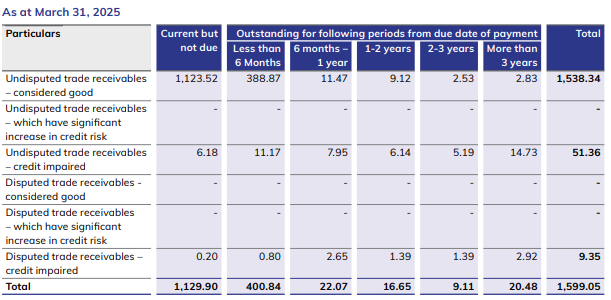 As at March 31, 2025
Particulars Current but not due Outstanding for following periods from due date of payment Total
Less than 6 Months 6 months – 1 year 1-2 years 2-3 years More than 3 years
Undisputed trade receivables
– considered good 1,123.52 388.87 11.47 9.12 2.53 2.83 1,538.34
Undisputed trade receivables
– which have significant
increase in credit risk - - - - - - -
Undisputed trade receivables
– credit impaired 6.18 11.17 7.95 6.14 5.19 14.73 51.36
Disputed trade receivables -
considered good - - - - - - -
Disputed trade receivables
– which have significant
increase in credit risk - - - - - - -
Disputed trade receivables –
credit impaired 0.20 0.80 2.65 1.39 1.39 2.92 9.35
Total 1,129.90 400.84 22.07 16.65 9.11 20.48 1,599.05